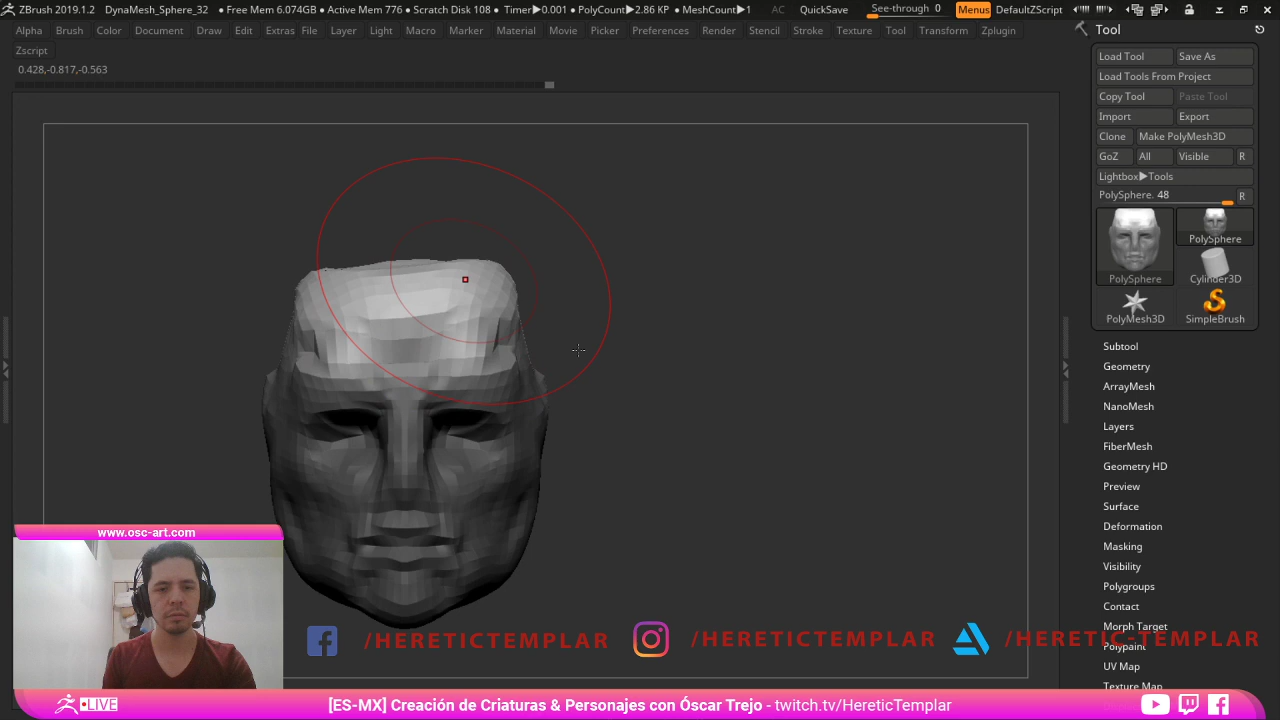 ZBrush 2019.1.2 DynaMesh_Sphere_32 • Free Mem 6.074GB • Active Mem 776 • Scratch Disk 108 • Timer▶0.001 • PolyCount▶2.86 KP • MeshCount▶1 AC QuickSave See-through 0 Menus DefaultZScript
Alpha Brush Color Document Draw Edit Extras File Layer Light Macro Marker Material Movie Picker Preferences Render Stencil Stroke Texture Tool Transform Zplugin
Zscript
0.428,-0.817,-0.563
Tool
Load Tool Save As
Load Tools From Project
Copy Tool Paste Tool
Import Export
Clone Make PolyMesh3D
GoZ All Visible R
Lightbox▶Tools
PolySphere. 48 R
PolySphere
PolySphere Cylinder3D
PolyMesh3D SimpleBrush
Subtool
Geometry
ArrayMesh
NanoMesh
Layers
FiberMesh
Geometry HD
Preview
Surface
Deformation
Masking
Visibility
Polygroups
Contact
Morph Target
Polypaint
UV Map
Texture Map
www.osc-art.com
/HERETICTEMPLAR /HERETICTEMPLAR /HERETIC-TEMPLAR
LIVE [ES-MX] Creación de Criaturas & Personajes con Óscar Trejo - twitch.tv/HereticTemplar